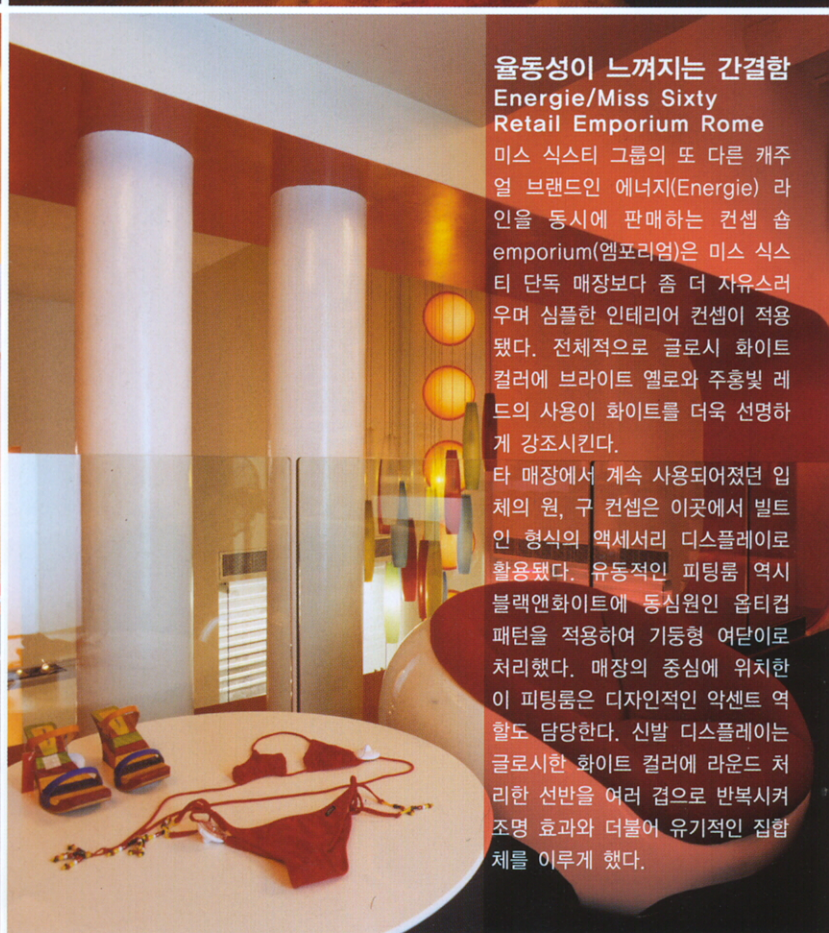 율동성이 느껴지는 간결함
Energie/Miss Sixty
Retail Emporium Rome
미스 식스티 그룹의 또 다른 캐주
얼 브랜드인 에너지(Energie) 라
인을 동시에 판매하는 컨셉 숍
emporium(엠포리엄)은 미스 식스
티 단독 매장보다 좀 더 자유스러
우며 심플한 인테리어 컨셉이 적용
됐다. 전체적으로 글로시 화이트
컬러에 브라이트 옐로와 주홍빛 레
드의 사용이 화이트를 더욱 선명하
게 강조시킨다.
타 매장에서 계속 사용되어졌던 입
체의 원, 구 컨셉은 이곳에서 빌트
인 형식의 액세서리 디스플레이로
활용됐다. 유동적인 피팅룸 역시
블랙앤화이트에 동심원인 옵티컵
패턴을 적용하여 기둥형 여닫이로
처리했다. 매장의 중심에 위치한
이 피팅룸은 디자인적인 악센트 역
할도 담당한다. 신발 디스플레이는
글로시한 화이트 컬러에 라운드 처
리한 선반을 여러 겹으로 반복시켜
조명 효과와 더불어 유기적인 집합
체를 이루게 했다.